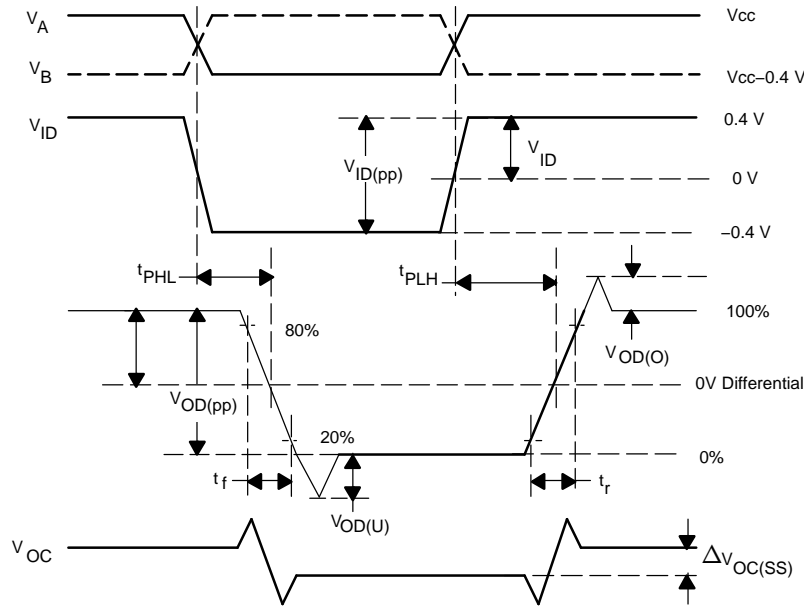 VA
Vcc
VB
Vcc–0.4 V
VID
0.4 V
VID(pp)
VID
0 V
–0.4 V
tPHL
tPLH
80%
100%
VOD(O)
0V Differential
VOD(pp)
20%
0%
tf
tr
VOD(U)
VOC
ΔVOC(SS)